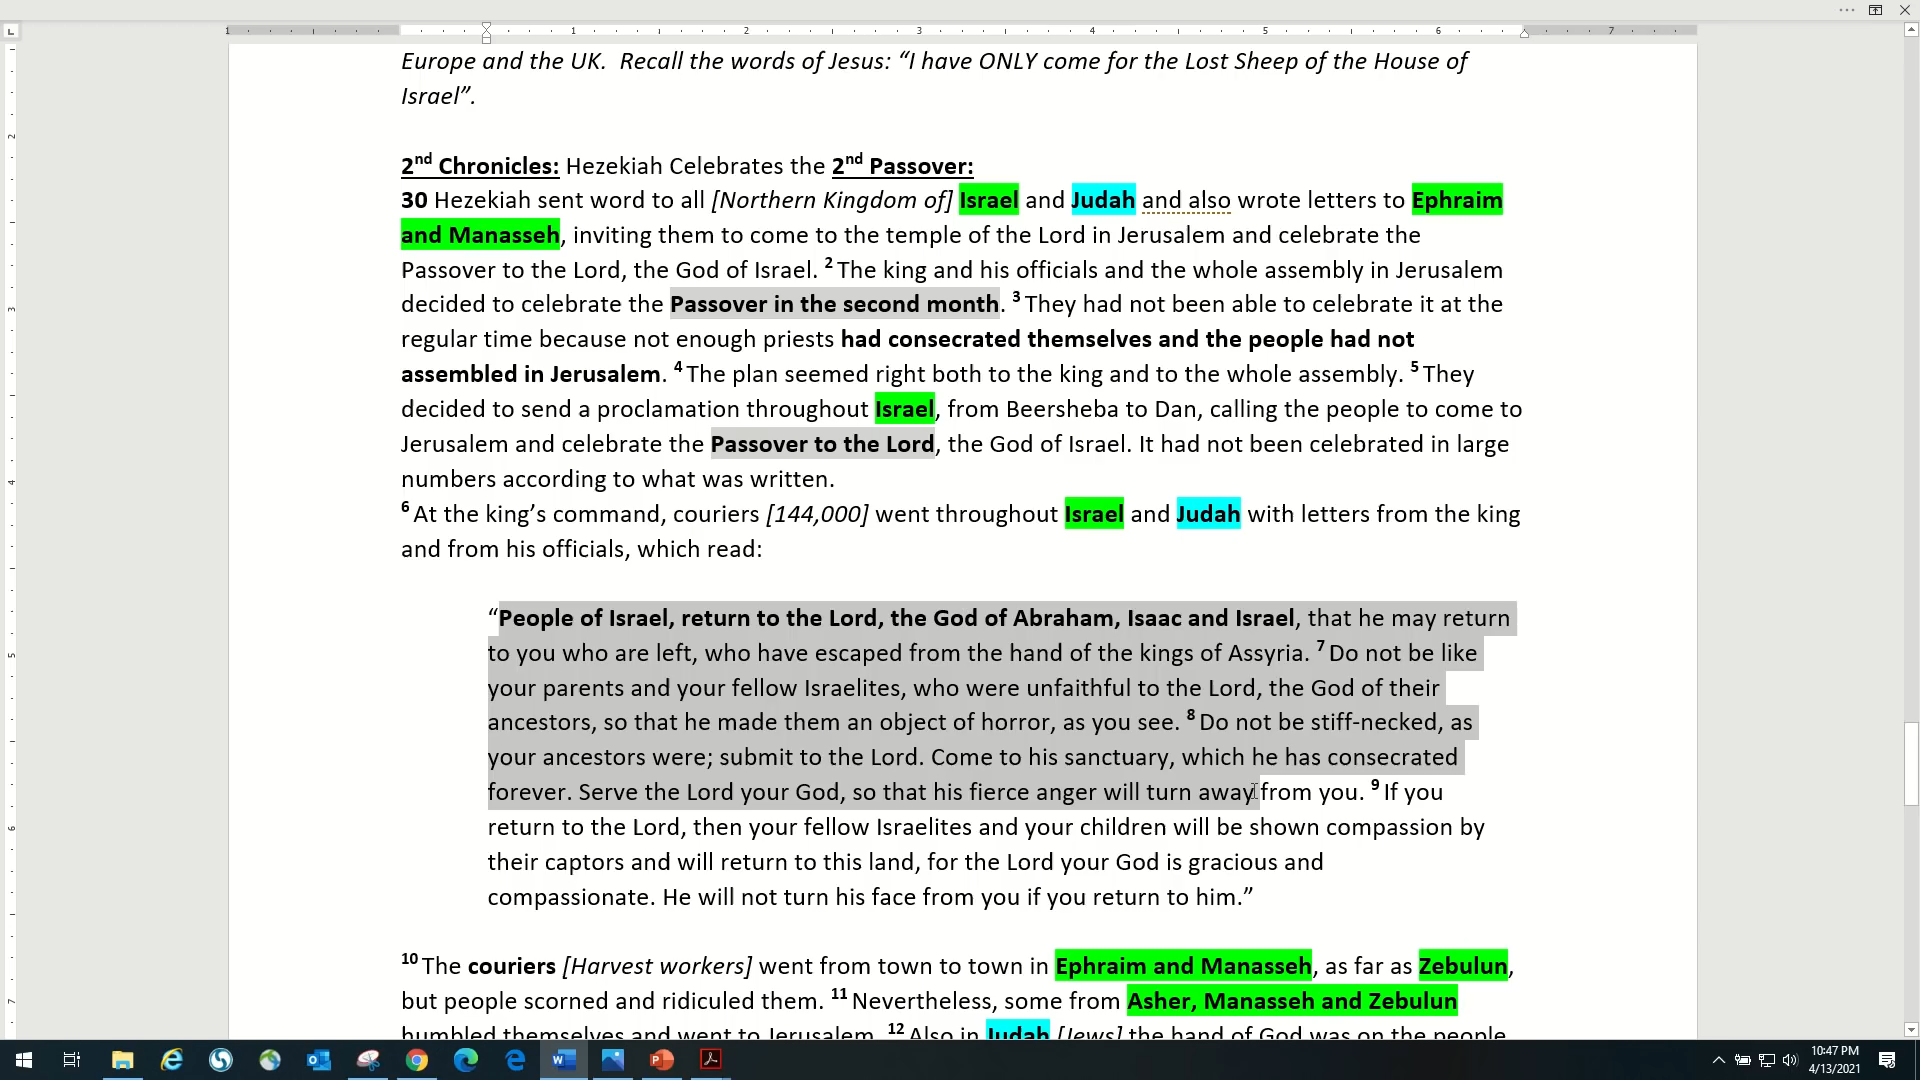 Europe and the UK.  Recall the words of Jesus: “I have ONLY come for the Lost Sheep of the House of
Israel”.
2nd Chronicles: Hezekiah Celebrates the 2nd Passover:
30 Hezekiah sent word to all [Northern Kingdom of] Israel and Judah and also wrote letters to Ephraim
and Manasseh, inviting them to come to the temple of the Lord in Jerusalem and celebrate the
Passover to the Lord, the God of Israel. 2 The king and his officials and the whole assembly in Jerusalem
decided to celebrate the Passover in the second month. 3 They had not been able to celebrate it at the
regular time because not enough priests had consecrated themselves and the people had not
assembled in Jerusalem. 4 The plan seemed right both to the king and to the whole assembly. 5 They
decided to send a proclamation throughout Israel, from Beersheba to Dan, calling the people to come to
Jerusalem and celebrate the Passover to the Lord, the God of Israel. It had not been celebrated in large
numbers according to what was written.
6 At the king’s command, couriers [144,000] went throughout Israel and Judah with letters from the king
and from his officials, which read:
“People of Israel, return to the Lord, the God of Abraham, Isaac and Israel, that he may return
to you who are left, who have escaped from the hand of the kings of Assyria. 7 Do not be like
your parents and your fellow Israelites, who were unfaithful to the Lord, the God of their
ancestors, so that he made them an object of horror, as you see. 8 Do not be stiff-necked, as
your ancestors were; submit to the Lord. Come to his sanctuary, which he has consecrated
forever. Serve the Lord your God, so that his fierce anger will turn away from you. 9 If you
return to the Lord, then your fellow Israelites and your children will be shown compassion by
their captors and will return to this land, for the Lord your God is gracious and
compassionate. He will not turn his face from you if you return to him.”
10 The couriers [Harvest workers] went from town to town in Ephraim and Manasseh, as far as Zebulun,
but people scorned and ridiculed them. 11 Nevertheless, some from Asher, Manasseh and Zebulun
humbled themselves and went to Jerusalem. 12 Also in Judah [Jews] the hand of God was on the people
10:47 PM
4/13/2021